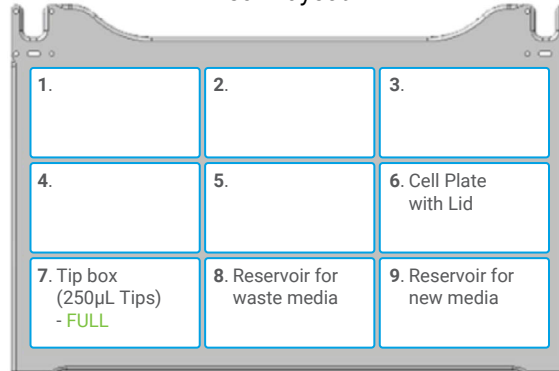 1.
2.
3.
4.
5.
6. Cell Plate
with Lid
7. Tip box
(250µL Tips)
- FULL
8. Reservoir for
waste media
9. Reservoir for
new media